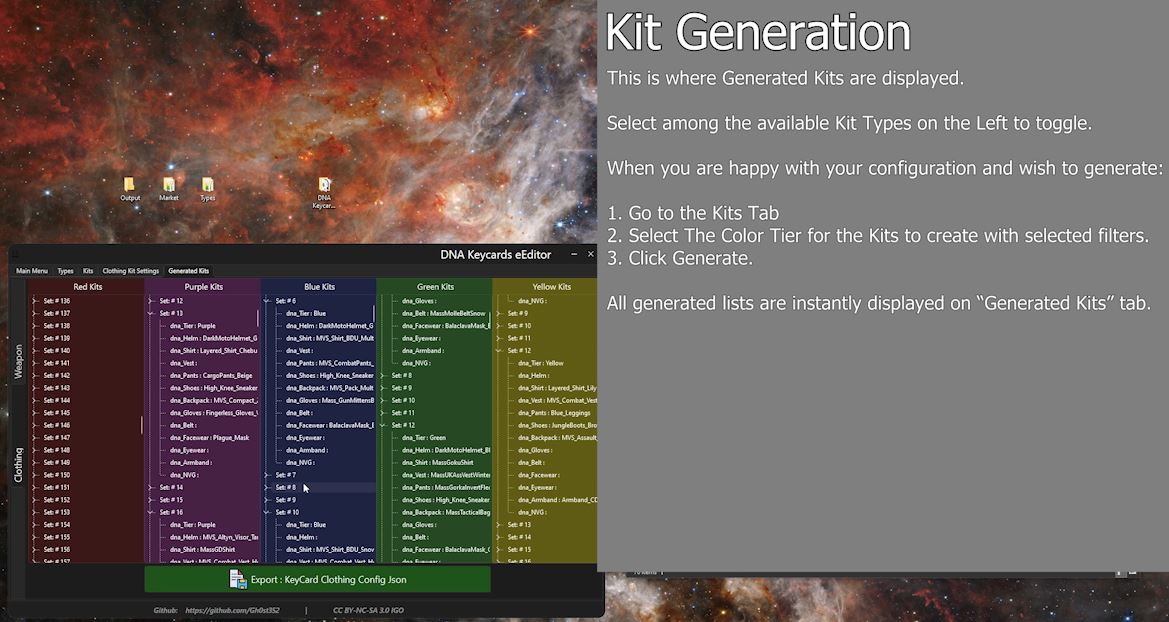 Kit Generation
This is where Generated Kits are displayed.
Select among the available Kit Types on the Left to toggle.
When you are happy with your configuration and wish to generate:
1. Go to the Kits Tab
2. Select The Color Tier for the Kits to create with selected filters.
3. Click Generate.
All generated lists are instantly displayed on “Generated Kits” tab.
Output
Market
Types
DNA
Keycar...
DNA Keycards eEditor
Main Menu Types Kits Clothing Kit Settings Generated Kits
Weapon
Clothing
Red Kits
Set: # 136
Set: # 137
Set: # 138
Set: # 139
Set: # 140
Set: # 141
Set: # 142
Set: # 143
Set: # 144
Set: # 145
Set: # 146
Set: # 147
Set: # 148
Set: # 149
Set: # 150
Set: # 151
Set: # 152
Set: # 153
Set: # 154
Set: # 155
Set: # 156
Set: # 157
Purple Kits
Set: # 12
Set: # 13
dna_Tier : Purple
dna_Helm : DarkMotoHelmet_G
dna_Shirt : Layered_Shirt_Chebu
dna_Vest :
dna_Pants : CargoPants_Beige
dna_Shoes : High_Knee_Sneaker
dna_Backpack : MVS_Compact_
dna_Gloves : Fingerless_Gloves_
dna_Belt :
dna_Facewear : Plague_Mask
dna_Eyewear :
dna_Armband :
dna_NVG :
Set: # 14
Set: # 15
Set: # 16
dna_Tier : Purple
dna_Helm : MVS_Altyn_Visor_Ta
dna_Shirt : MassGDShirt
dna_Vest : MVS_Combat_Vest_H
Blue Kits
Set: # 6
dna_Tier : Blue
dna_Helm : DarkMotoHelmet_G
dna_Shirt : MVS_Shirt_BDU_Mult
dna_Vest :
dna_Pants : MVS_CombatPants_
dna_Shoes : High_Knee_Sneaker
dna_Backpack : MVS_Pack_Mult
dna_Gloves : Mass_GunMittensB
dna_Belt :
dna_Facewear : BalaclavaMask_E
dna_Eyewear :
dna_Armband :
dna_NVG :
Set: # 7
Set: # 8
Set: # 9
Set: # 10
dna_Tier : Blue
dna_Helm :
dna_Shirt : MVS_Shirt_BDU_Snov
dna_Vest : MVS_Combat_Vest_H
Green Kits
dna_Gloves :
dna_Belt : MassMolleBeltSnow
dna_Facewear : BalaclavaMask_E
dna_Eyewear :
dna_Armband :
dna_NVG :
Set: # 8
Set: # 9
Set: # 10
Set: # 11
Set: # 12
dna_Tier : Green
dna_Helm : DarkMotoHelmet_Bl
dna_Shirt : MassGokuShirt
dna_Vest : MassUKAssVestWinter
dna_Pants : MassGorkaInvertFlec
dna_Shoes : High_Knee_Sneaker
dna_Backpack : MassTacticalBag
dna_Gloves :
dna_Belt :
dna_Facewear : BalaclavaMask_C
dna_Eyewear :
Yellow Kits
dna_NVG :
Set: # 9
Set: # 10
Set: # 11
Set: # 12
dna_Tier : Yellow
dna_Helm :
dna_Shirt : Layered_Shirt_Lily
dna_Vest : MVS_Combat_Vest
dna_Pants : Blue_Leggings
dna_Shoes : JungleBoots_Bro
dna_Backpack : MVS_Assault_
dna_Gloves :
dna_Belt :
dna_Facewear :
dna_Eyewear :
dna_Armband : Armband_CD
dna_NVG :
Set: # 13
Set: # 14
Set: # 15
Set: # 16
Export : KeyCard Clothing Config Json
Github: https://github.com/Gh0st352 | CC BY-NC-SA 3.0 IGO